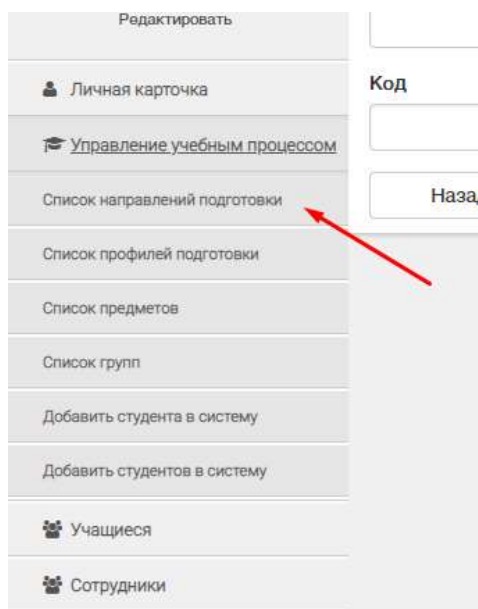 Редактировать
Личная карточка
Код
Управление учебным процессом
Список направлений подготовки
Список профилей подготовки
Список предметов
Список групп
Добавить студента в систему
Добавить студентов в систему
Учащиеся
Сотрудники